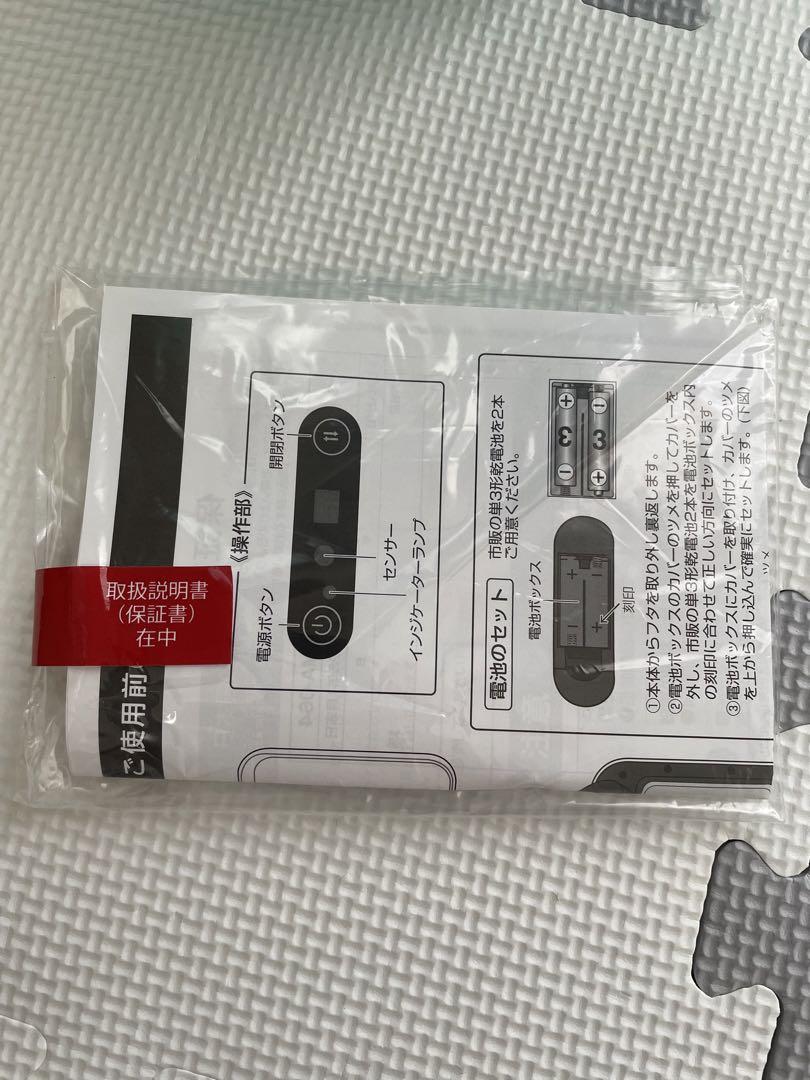 取扱説明書
(保証書)
在中
ご使用前
《操作部》
電源ボタン
開閉ボタン
センサー
インジケーターランプ
電池のセット
市販の単3形乾電池を2本
ご用意ください。
電池ボックス
刻印
①本体からフタを取り外し裏返します。
②電池ボックスのカバーのツメを押してカバーを
外し、市販の単3形乾電池2本を電池ボックス内
の刻印に合わせて正しい方向にセットします。
③電池ボックスにカバーを取り付け、カバーのツメ
を上から押し込んで確実にセットします。(下図)
ツメ